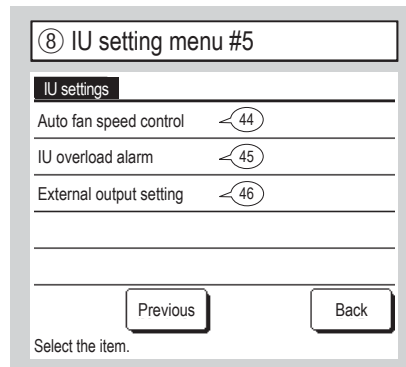 ⑧ IU setting menu #5
IU settings
Auto fan speed control 44
IU overload alarm 45
External output setting 46
Previous Back
Select the item.